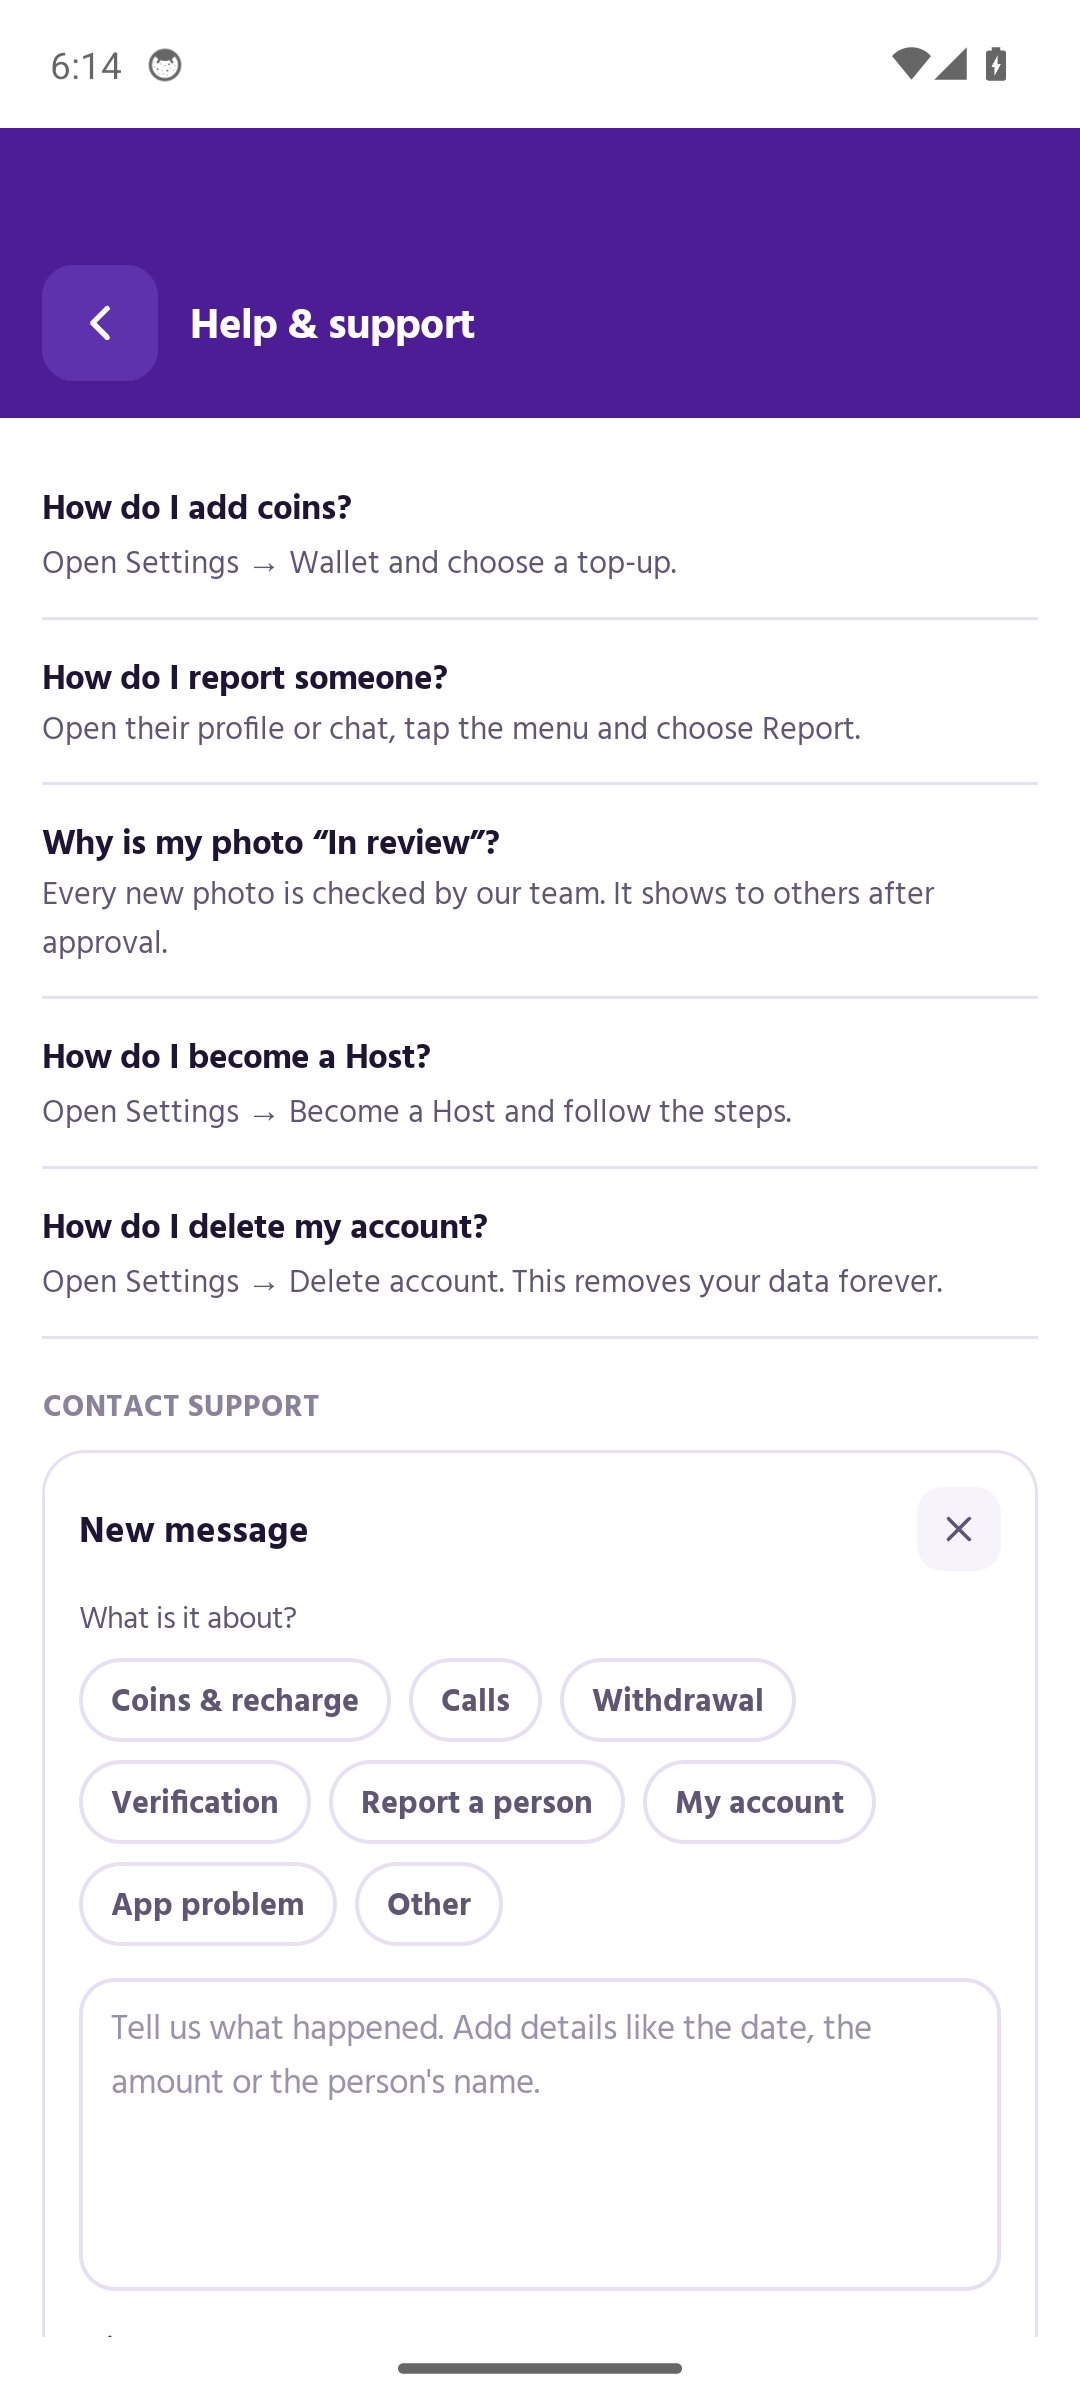 6:14
Help & support
How do I add coins?
Open Settings → Wallet and choose a top-up.
How do I report someone?
Open their profile or chat, tap the menu and choose Report.
Why is my photo “In review”?
Every new photo is checked by our team. It shows to others after
approval.
How do I become a Host?
Open Settings → Become a Host and follow the steps.
How do I delete my account?
Open Settings → Delete account. This removes your data forever.
CONTACT SUPPORT
New message
What is it about?
Coins & recharge
Calls
Withdrawal
Verification
Report a person
My account
App problem
Other
Tell us what happened. Add details like the date, the
amount or the person's name.